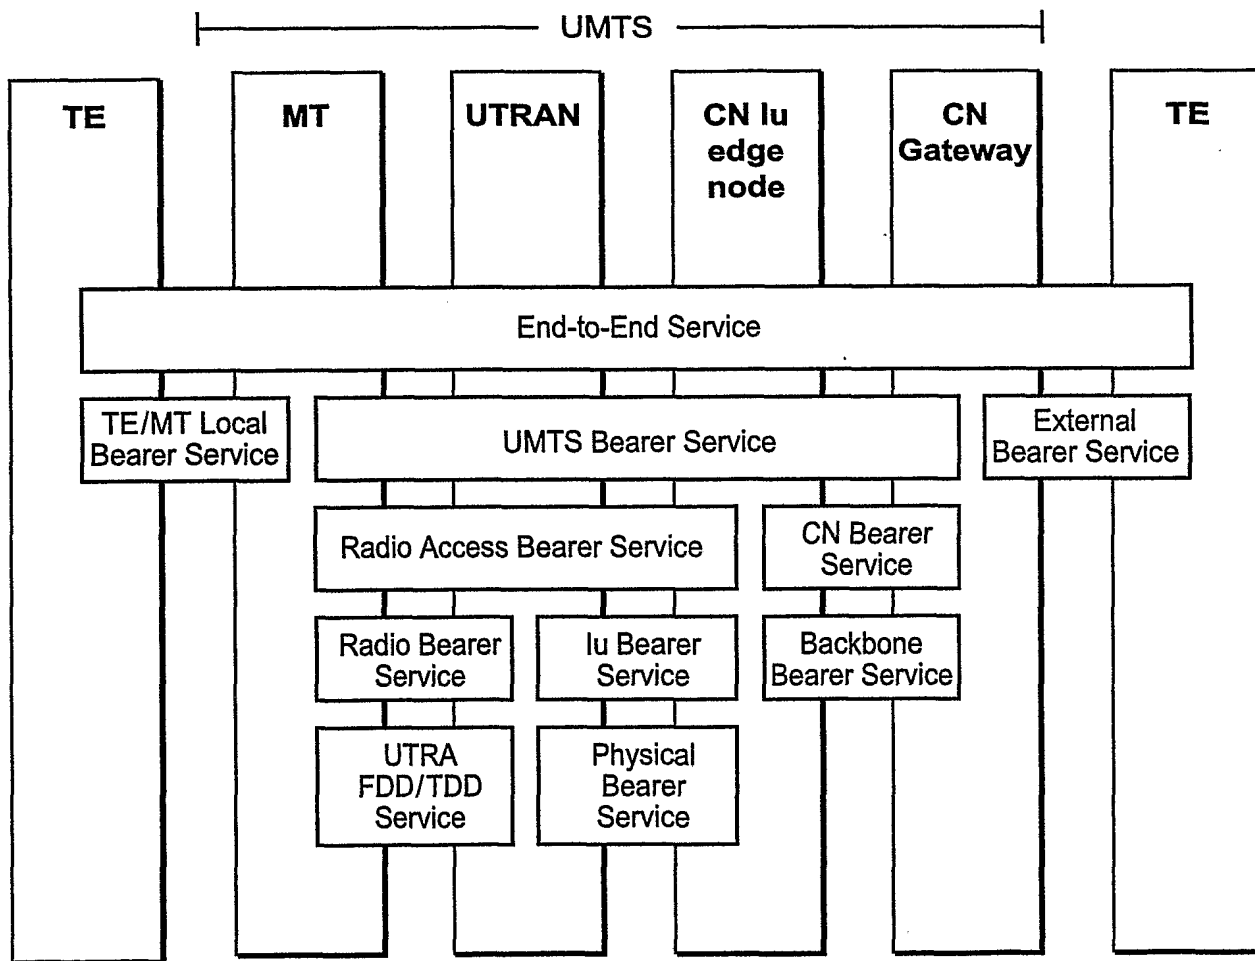 UMTS
TE
MT
UTRAN
CN Iu
edge
node
CN
Gateway
TE
End-to-End Service
TE/MT Local
Bearer Service
UMTS Bearer Service
External
Bearer Service
Radio Access Bearer Service
CN Bearer
Service
Radio Bearer
Service
Iu Bearer
Service
Backbone
Bearer Service
UTRA
FDD/TDD
Service
Physical
Bearer
Service